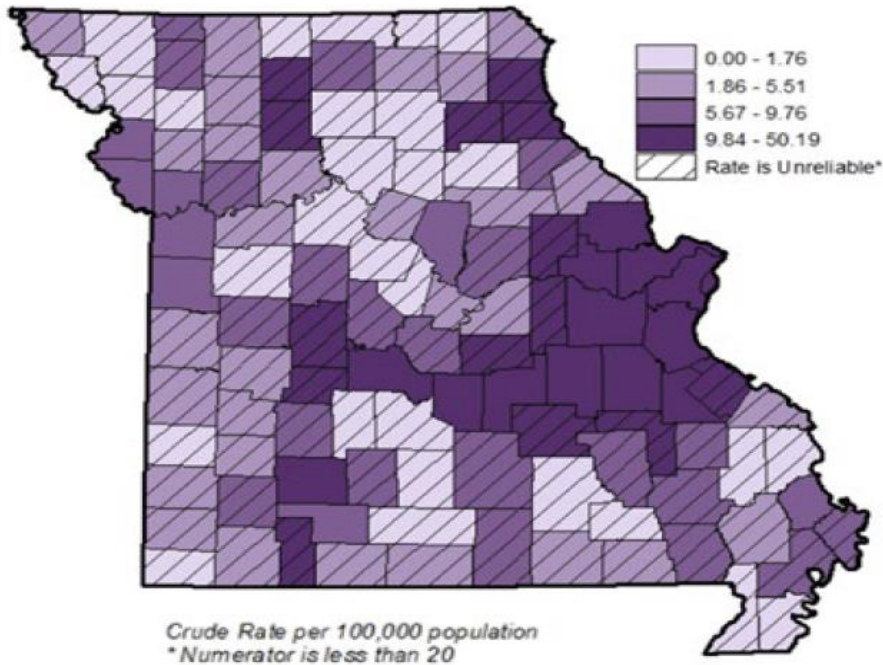 0.00 - 1.76
1.86 - 5.51
5.67 - 9.76
9.84 - 50.19
Rate is Unreliable*
Crude Rate per 100,000 population
* Numerator is less than 20